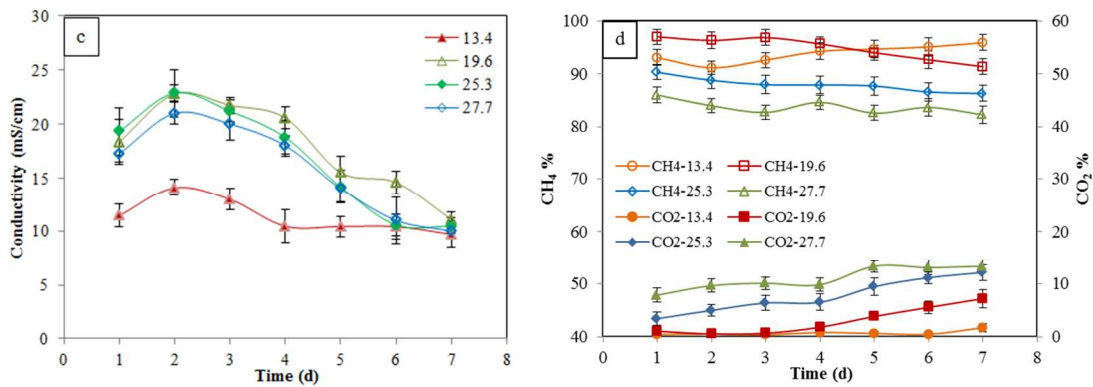 c
30
25
20
15
10
5
0
0 1 2 3 4 5 6 7 8
Conductivity (mS/cm)
Time (d)
13.4
19.6
25.3
27.7
d
100
90
80
70
60
50
40
0 1 2 3 4 5 6 7 8
60
50
40
30
20
10
0
CH₄ %
CO₂ %
Time (d)
CH4-13.4 CH4-19.6
CH4-25.3 CH4-27.7
CO2-13.4 CO2-19.6
CO2-25.3 CO2-27.7